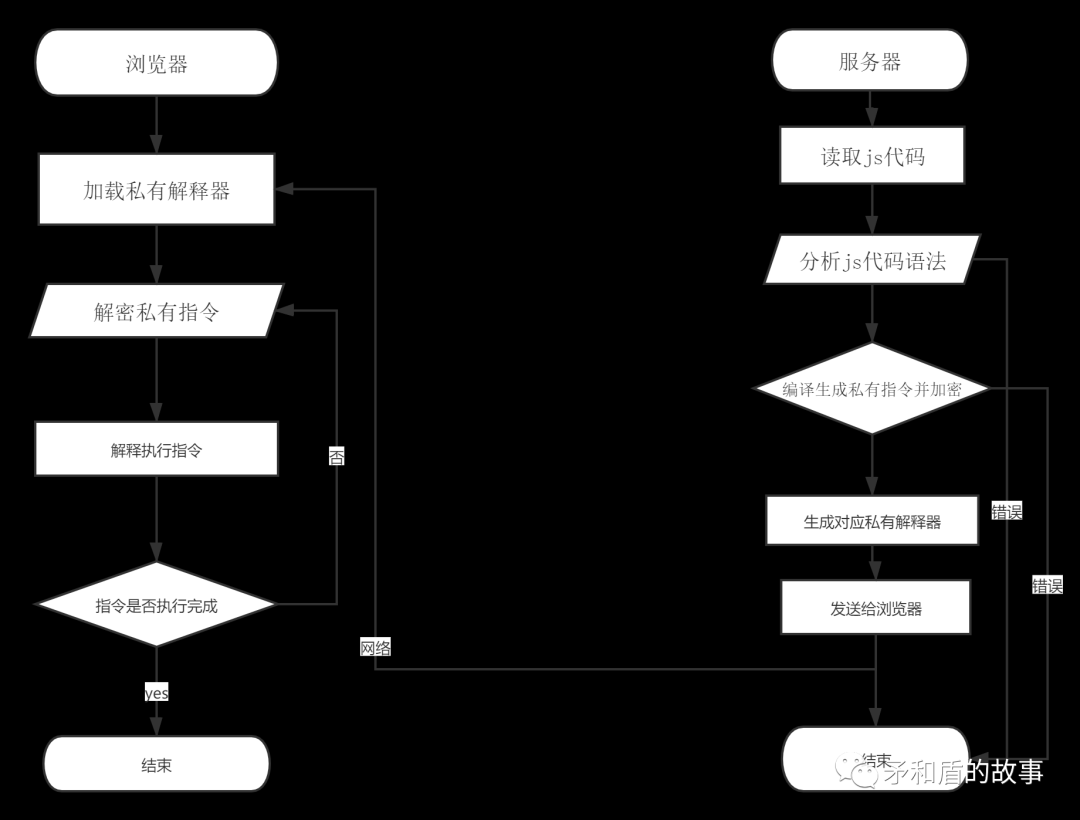 浏览器
加载私有解释器
解密私有指令
解释执行指令
否
指令是否执行完成
yes
结束
网络
服务器
读取js代码
分析js代码语法
编译生成私有指令并加密
生成对应私有解释器
错误
发送给浏览器
错误
结束
矛和盾的故事